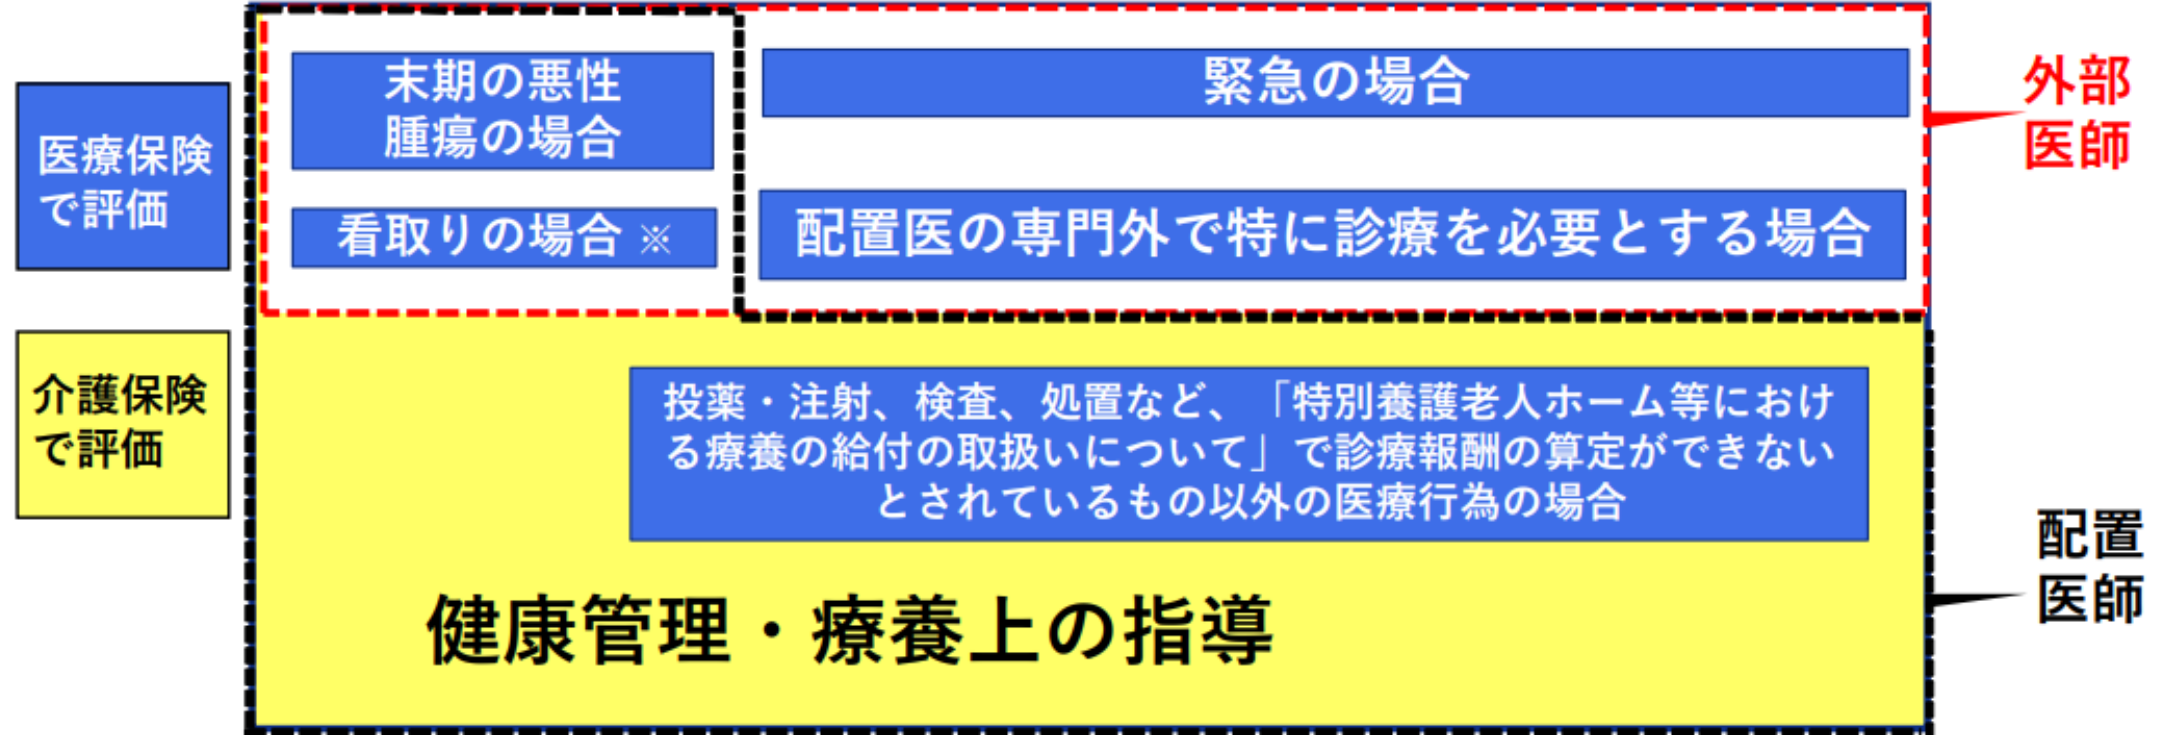 医療保険
で評価
介護保険
で評価
末期の悪性
腫瘍の場合
看取りの場合 ※
緊急の場合
配置医の専門外で特に診療を必要とする場合
外部
医師
投薬・注射、検査、処置など、「特別養護老人ホーム等におけ
る療養の給付の取扱いについて」で診療報酬の算定ができない
とされているもの以外の医療行為の場合
健康管理・療養上の指導
配置
医師